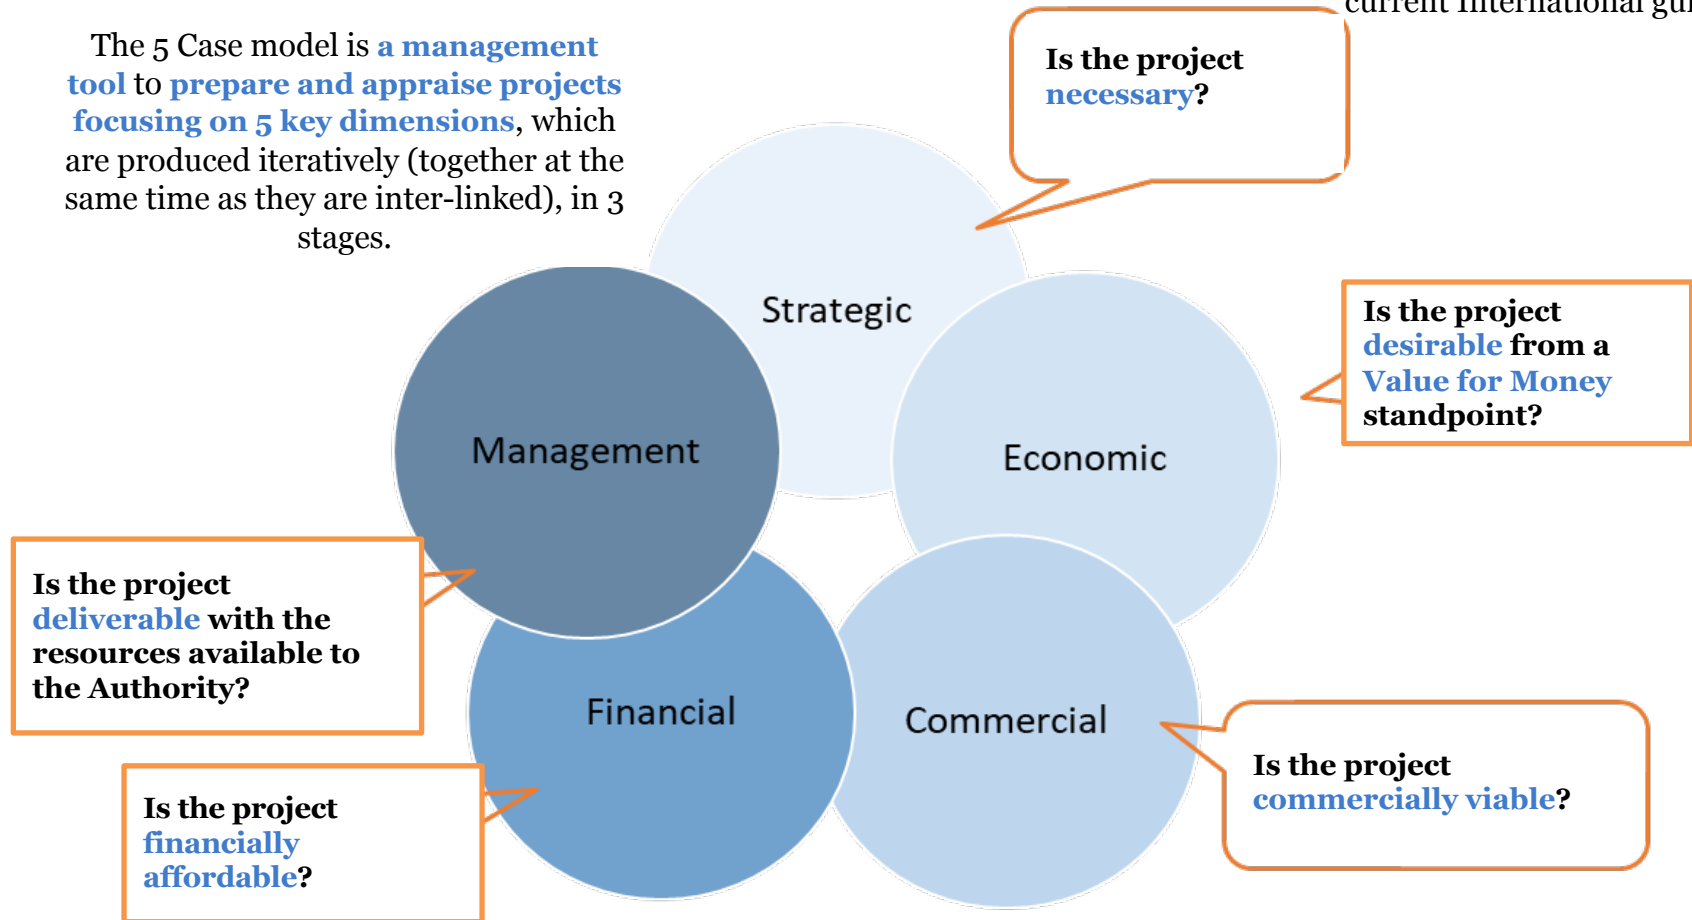 current International
The 5 Case model is a management
tool to prepare and appraise projects
focusing on 5 key dimensions, which
are produced iteratively (together at the
same time as they are inter-linked), in 3
stages.
Is the project
necessary?
Strategic
Is the project
desirable from a
Value for Money
standpoint?
Management
Economic
Is the project
deliverable with the
resources available to
the Authority?
Financial
Commercial
Is the project
commercially viable?
Is the project
financially
affordable?